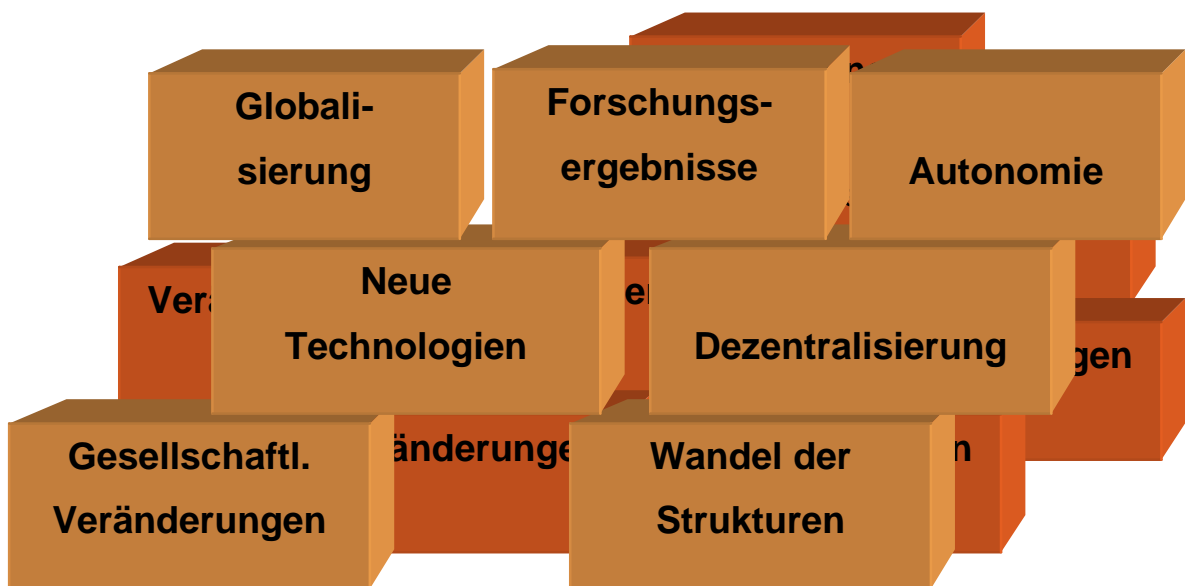 Globali-
sierung
Forschungs-
ergebnisse
Autonomie
Neue
Technologien
Dezentralisierung
Gesellschaftl.
Veränderungen
Wandel der
Strukturen